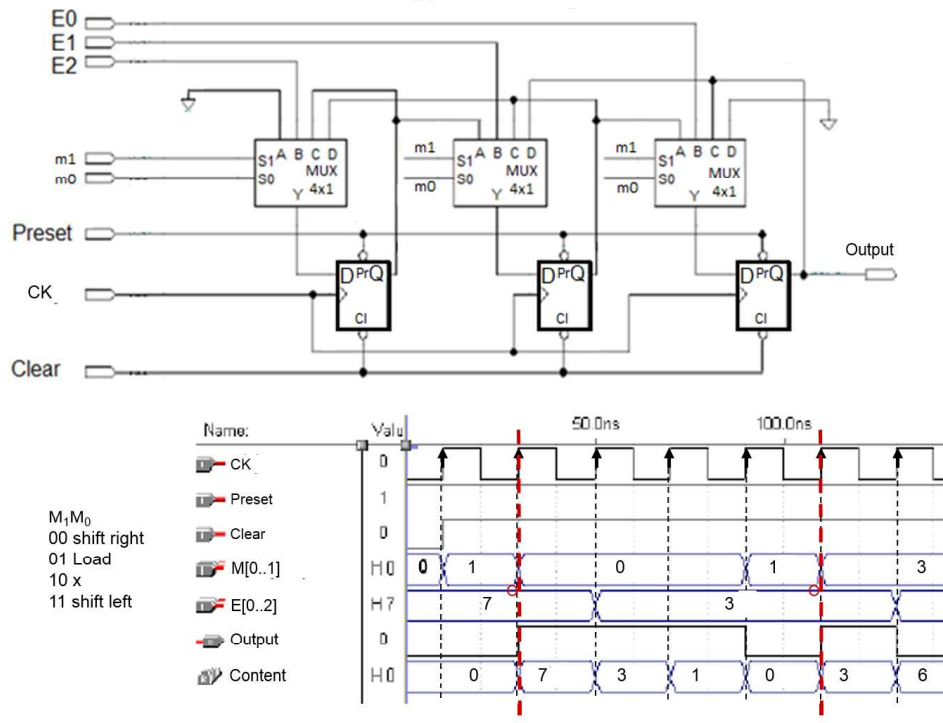 E0
E1
E2
A B C D
S1
S0
MUX
4x1
Y
m1
m0
m1
m0
A B C D
S1
S0
MUX
4x1
Y
m1
m0
A B C D
S1
S0
MUX
4x1
Y
Preset
D Pr Q
Cl
D Pr Q
Cl
D Pr Q
Cl
Output
CK
Clear
Name:
Valu
50.0ns
100.0ns
CK
0
Preset
1
Clear
0
M[0..1]
H0
0 1 0 1 3
E[0..2]
H7
7 3
Output
0
Content
H0
0 7 3 1 0 3 6
M1M0
00 shift right
01 Load
10 x
11 shift left